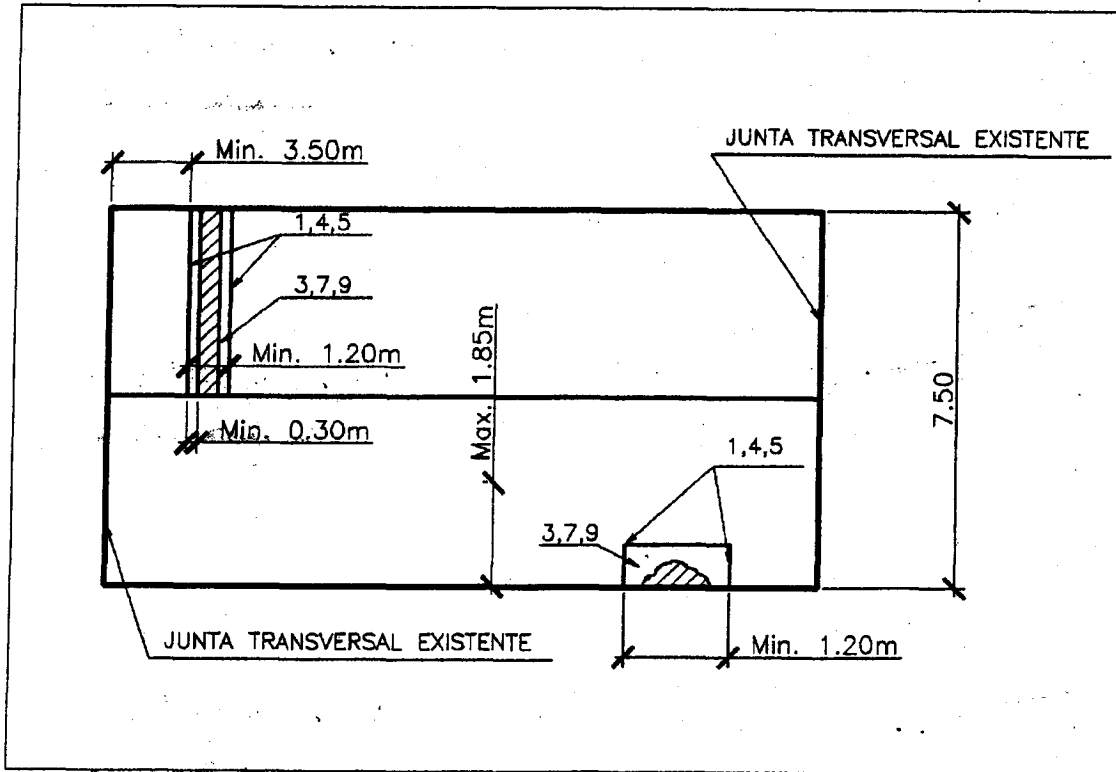 JUNTA TRANSVERSAL EXISTENTE
Min. 3.50m
1,4,5
3,7,9
Min. 1.20m
Max. 1.85m
7.50
Min. 0.30m
1,4,5
3,7,9
JUNTA TRANSVERSAL EXISTENTE
Min. 1.20m